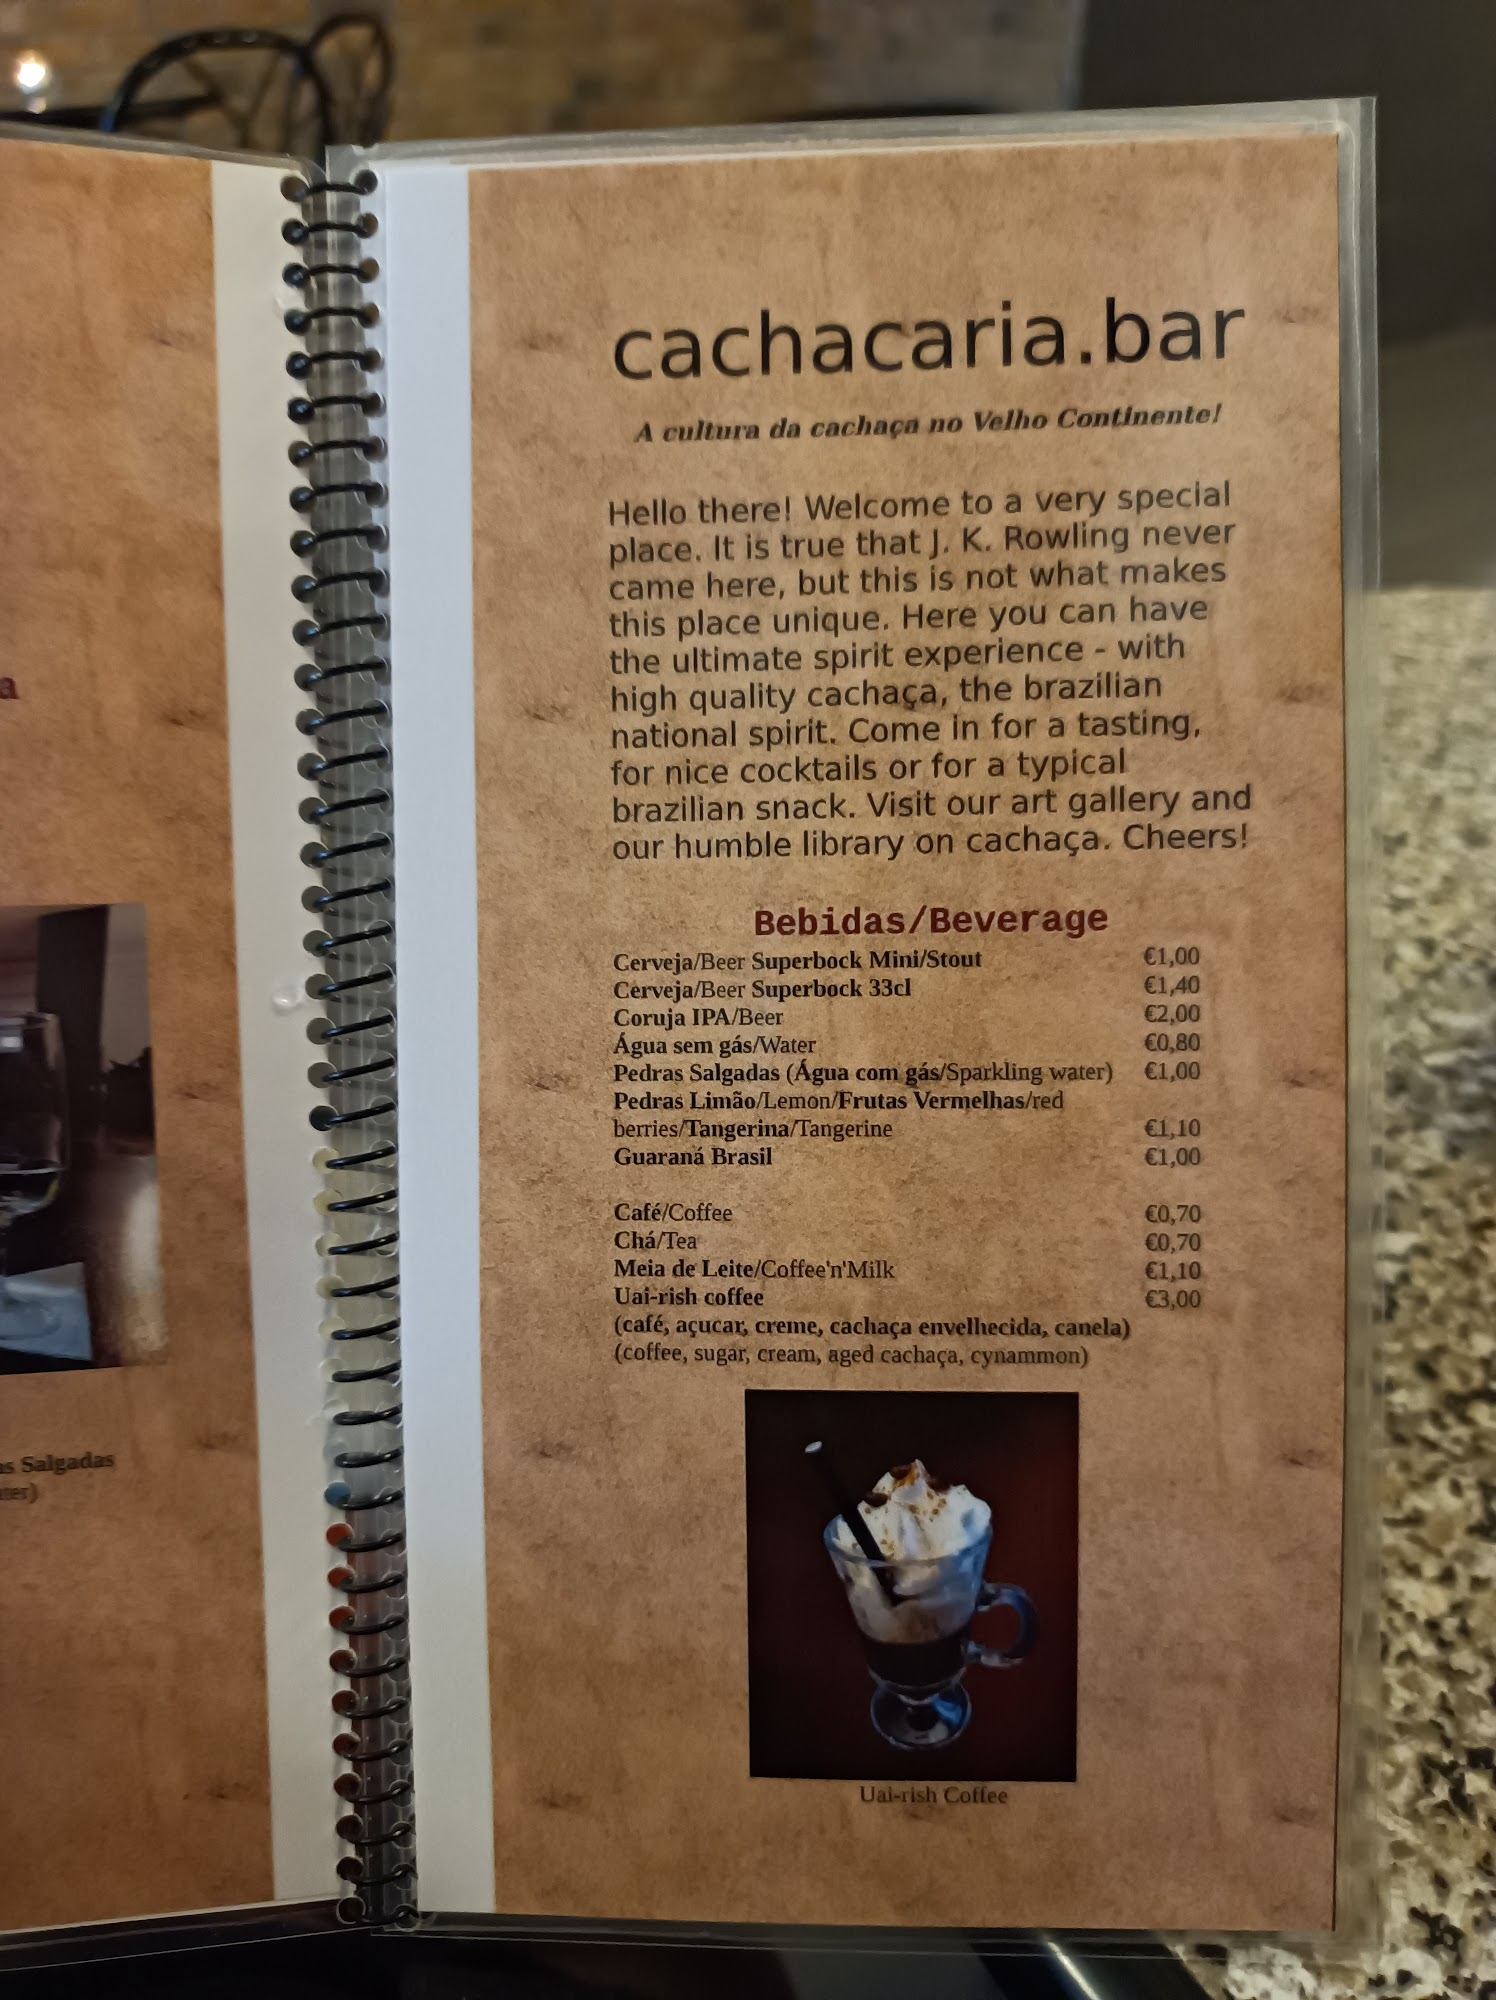 a
as Salgadas
cachacaria.bar
A cultura da cachaça no Velho Continente!
Hello there! Welcome to a very special
place. It is true that J. K. Rowling never
came here, but this is not what makes
this place unique. Here you can have
the ultimate spirit experience - with
high quality cachaça, the brazilian
national spirit. Come in for a tasting,
for nice cocktails or for a typical
brazilian snack. Visit our art gallery and
our humble library on cachaça. Cheers!
Bebidas/Beverage
Cerveja/Beer Superbock Mini/Stout €1,00
Cerveja/Beer Superbock 33cl €1,40
Coruja IPA/Beer €2,00
Água sem gás/Water €0,80
Pedras Salgadas (Água com gás/Sparkling water) €1,00
Pedras Limão/Lemon/Frutas Vermelhas/red
berries/Tangerina/Tangerine €1,10
Guaraná Brasil €1,00
Café/Coffee €0,70
Chá/Tea €0,70
Meia de Leite/Coffee'n'Milk €1,10
Uai-rish coffee €3,00
(café, açucar, creme, cachaça envelhecida, canela)
(coffee, sugar, cream, aged cachaça, cynammon)
Uai-rish Coffee